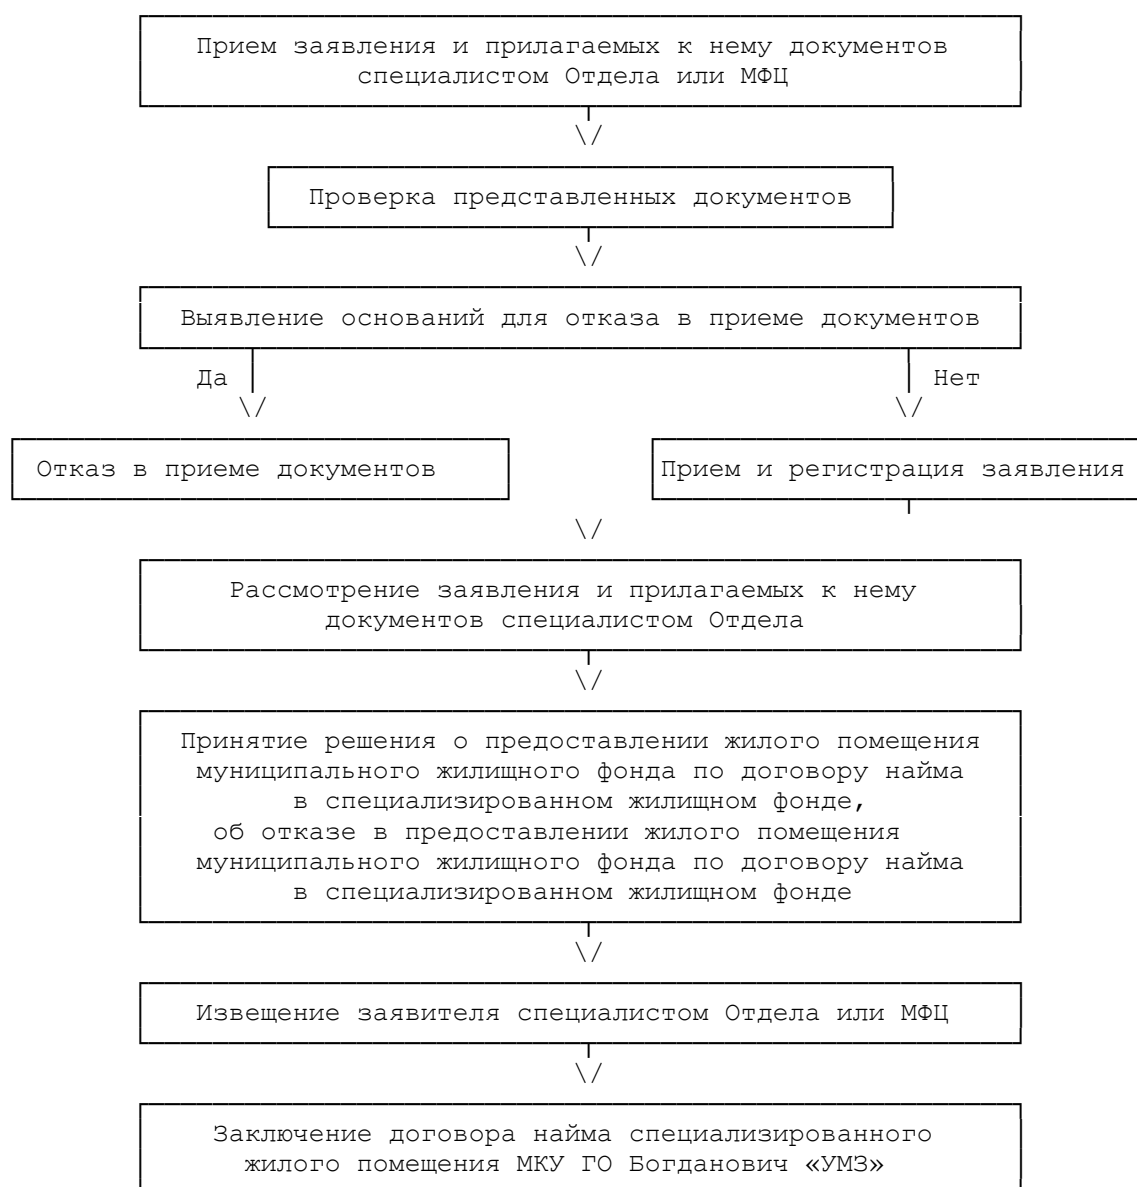 Прием заявления и прилагаемых к нему документов
специалистом Отдела или МФЦ
\/
Проверка представленных документов
\/
Выявление оснований для отказа в приеме документов
Да
Нет
\/
\/
Отказ в приеме документов
Прием и регистрация заявления
\/
Рассмотрение заявления и прилагаемых к нему
документов специалистом Отдела
\/
Принятие решения о предоставлении жилого помещения
муниципального жилищного фонда по договору найма
в специализированном жилищном фонде,
об отказе в предоставлении жилого помещения
муниципального жилищного фонда по договору найма
в специализированном жилищном фонде
\/
Извещение заявителя специалистом Отдела или МФЦ
\/
Заключение договора найма специализированного
жилого помещения МКУ ГО Богданович «УМЗ»